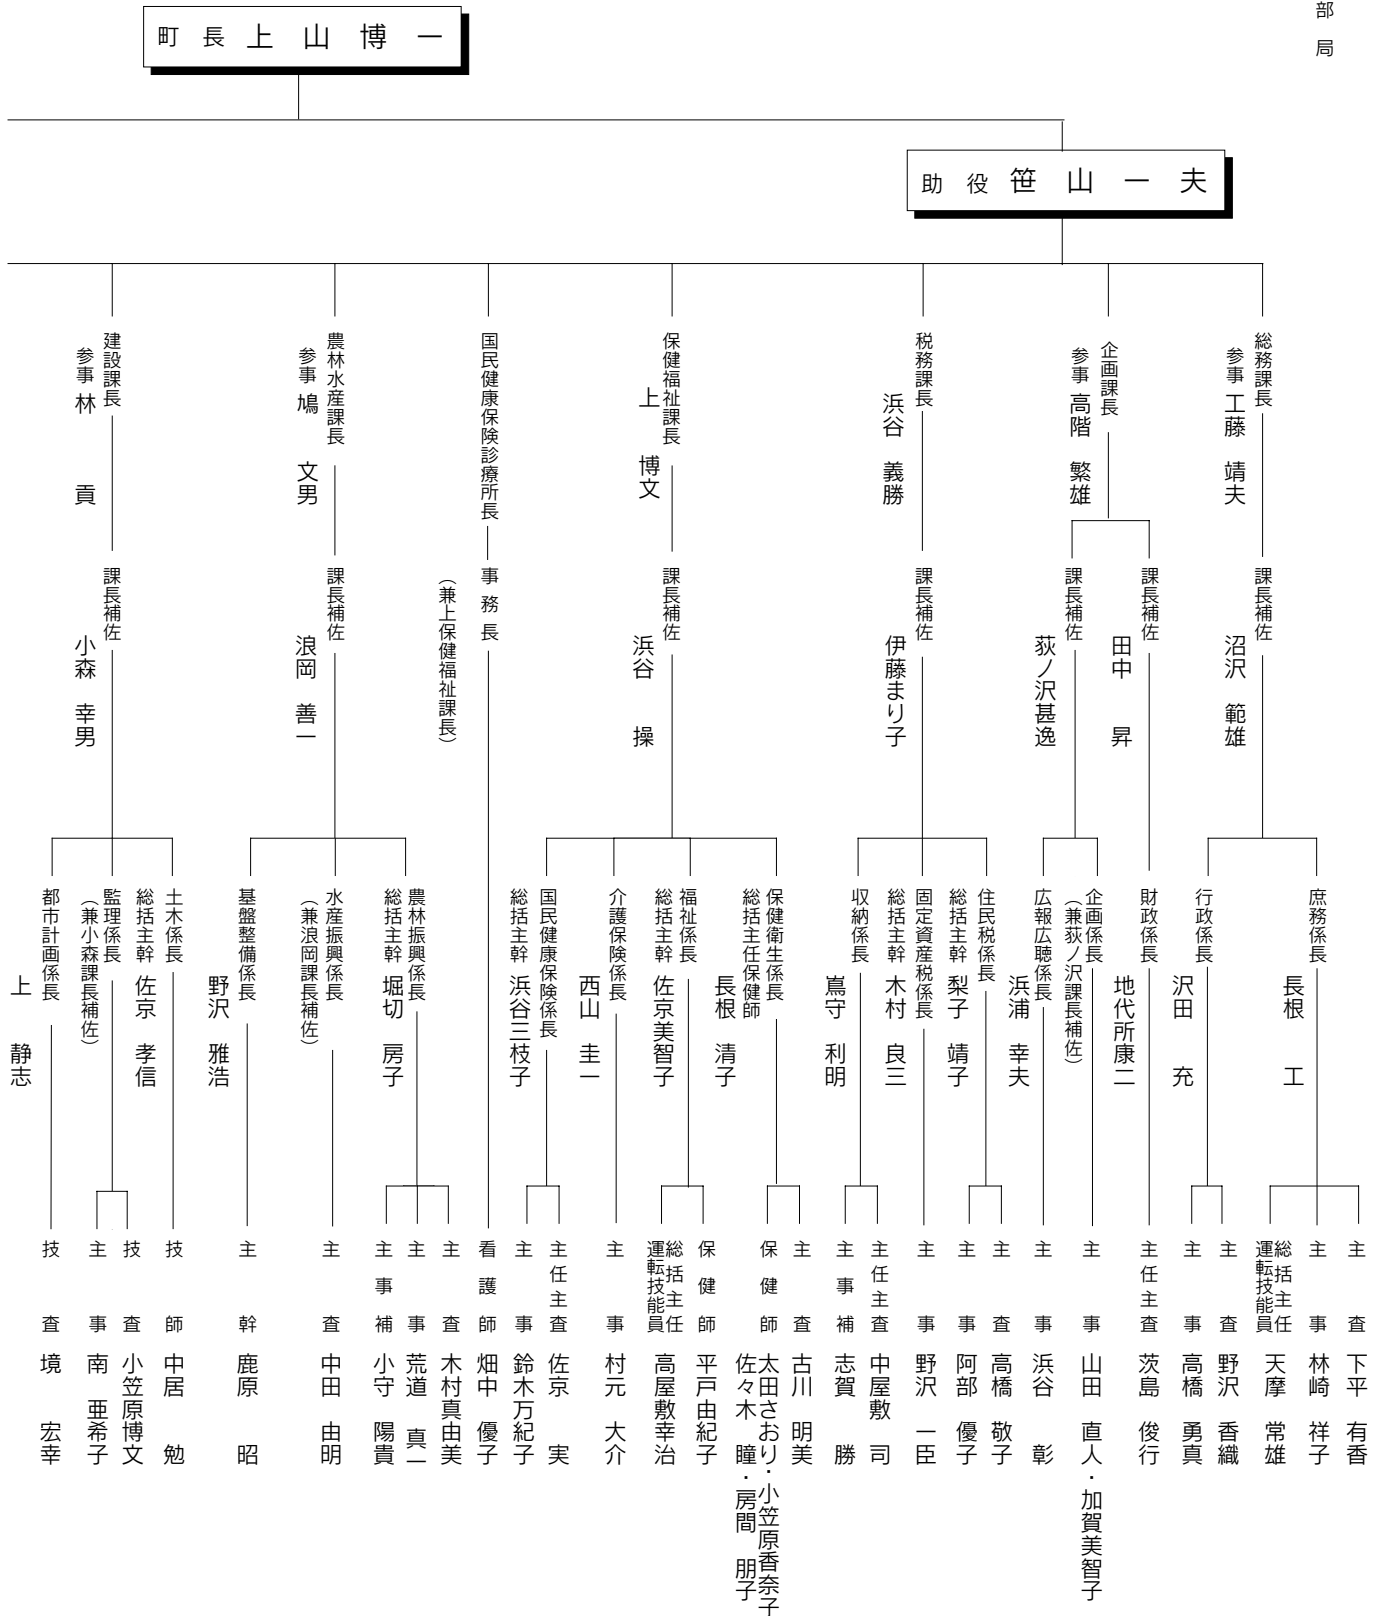 部局
町長 上山博一
助役 笹山一夫
総務課長
参事 工藤 靖夫
企画課長
参事 高階 繁雄
税務課長
浜谷 義勝
保健福祉課長
上 博文
国民健康保険診療所長
農林水産課長
参事 鳩 文男
建設課長
参事 林 貢
課長補佐
沼沢 範雄
課長補佐
田中 昇
課長補佐
荻ノ沢甚逸
課長補佐
伊藤まり子
課長補佐
浜谷 操
事務長
(兼上保健福祉課長)
課長補佐
浪岡 善一
課長補佐
小森 幸男
庶務係長
長根 工
行政係長
沢田 充
財政係長
地代所康二
企画係長
(兼荻ノ沢課長補佐)
広報広聴係長
浜浦 幸夫
住民税係長
総括主幹 梨子 靖子
固定資産税係長
総括主幹 木村 良三
収納係長
嶌守 利明
保健衛生係長
総括主任保健師
長根 清子
福祉係長
総括主幹 佐京美智子
介護保険係長
西山 圭一
国民健康保険係長
総括主幹 浜谷三枝子
農林振興係長
総括主幹 堀切 房子
水産振興係長
(兼浪岡課長補佐)
基盤整備係長
野沢 雅浩
土木係長
総括主幹 佐京 孝信
監理係長
(兼小森課長補佐)
都市計画係長
上 静志
主査 下平 有香
主事 林崎 祥子
総括主任
運転技能員 天摩 常雄
主査 野沢 香織
主事 高橋 勇真
主任主査 茨島 俊行
主事 山田 直人・加賀美智子
主事 浜谷 彰
主査 高橋 敬子
主事 阿部 優子
主事 野沢 一臣
主任主査 中屋敷 司
主事補 志賀 勝
主査 古川 明美
保健師 太田さおり・小笠原香奈子
佐々木 瞳・房間 朋子
保健師 平戸由紀子
総括主任
運転技能員 高屋敷幸治
主事 村元 大介
主任主査 佐京 実
主事 鈴木万紀子
看護師 畑中 優子
主査 木村真由美
主事 荒道 真一
主事補 小守 陽貴
主査 中田 由明
主幹 鹿原 昭
技師 中居 勉
技査 小笠原博文
主事 南 亜希子
技査 境 宏幸